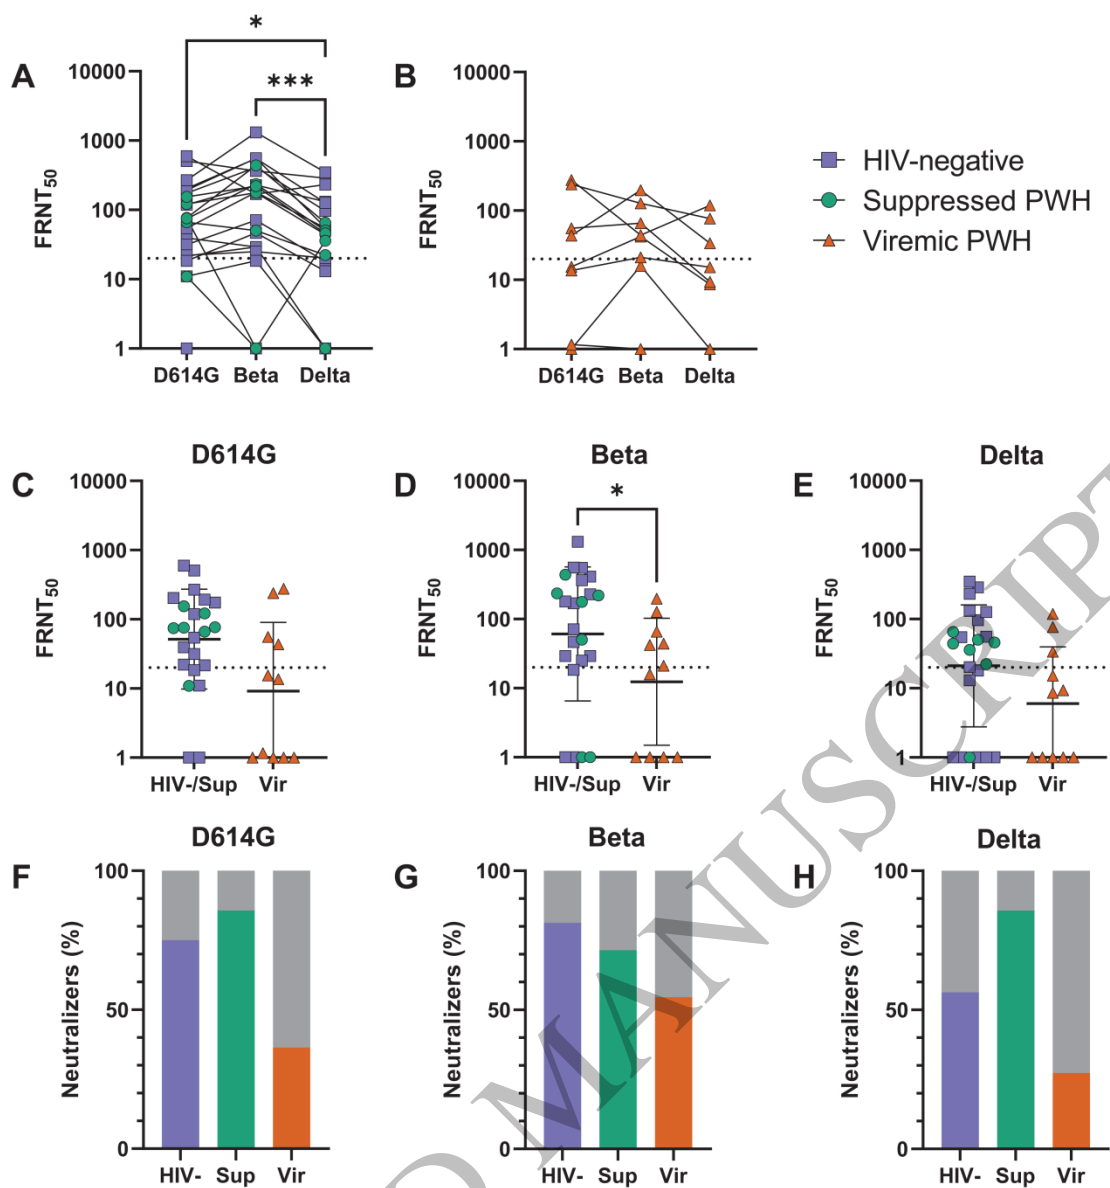 *
A
B
10000
1000
100
10
1
FRNT50
***
D614G Beta Delta
10000
1000
100
10
1
FRNT50
D614G Beta Delta
HIV-negative
Suppressed PWH
Viremic PWH
C
D614G
10000
1000
100
10
1
FRNT50
HIV-/Sup Vir
D
Beta
10000
1000
100
10
1
FRNT50
*
HIV-/Sup Vir
E
Delta
10000
1000
100
10
1
FRNT50
HIV-/Sup Vir
F
D614G
100
50
0
Neutralizers (%)
HIV- Sup Vir
G
Beta
100
50
0
Neutralizers (%)
HIV- Sup Vir
H
Delta
100
50
0
Neutralizers (%)
HIV- Sup Vir
D MANUSCRIPT